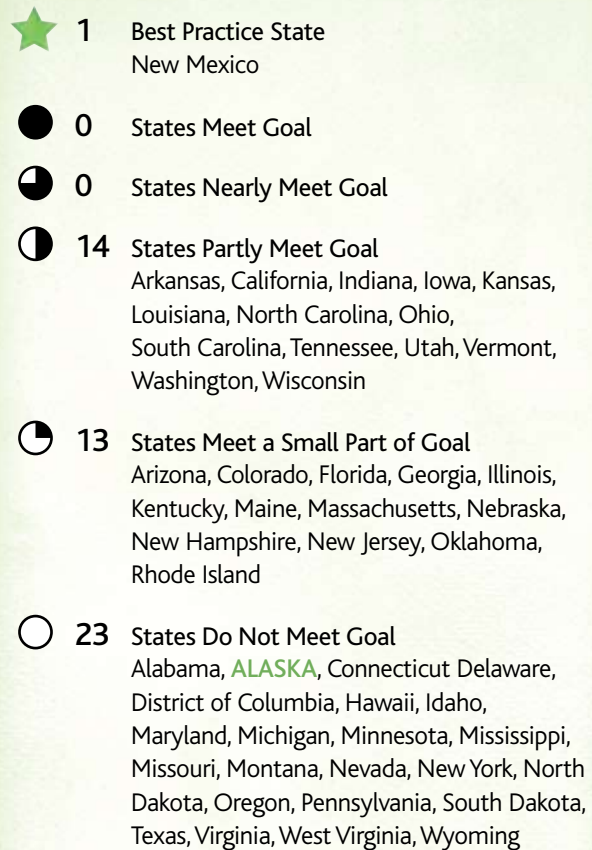 1 Best Practice State
New Mexico
0 States Meet Goal
0 States Nearly Meet Goal
14 States Partly Meet Goal
Arkansas, California, Indiana, Iowa, Kansas,
Louisiana, North Carolina, Ohio,
South Carolina, Tennessee, Utah, Vermont,
Washington, Wisconsin
13 States Meet a Small Part of Goal
Arizona, Colorado, Florida, Georgia, Illinois,
Kentucky, Maine, Massachusetts, Nebraska,
New Hampshire, New Jersey, Oklahoma,
Rhode Island
23 States Do Not Meet Goal
Alabama, ALASKA, Connecticut Delaware,
District of Columbia, Hawaii, Idaho,
Maryland, Michigan, Minnesota, Mississippi,
Missouri, Montana, Nevada, New York, North
Dakota, Oregon, Pennsylvania, South Dakota,
Texas, Virginia, West Virginia, Wyoming